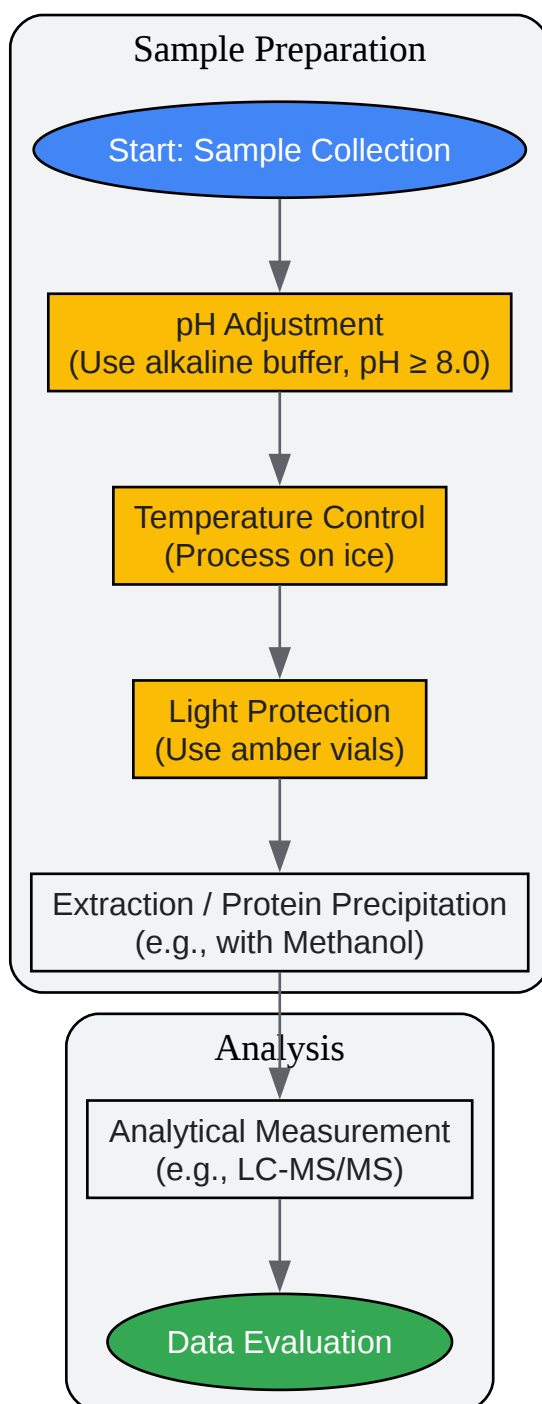 Sample Preparation
Start: Sample Collection
pH Adjustment
(Use alkaline buffer, pH ≥ 8.0)
Temperature Control
(Process on ice)
Light Protection
(Use amber vials)
Extraction / Protein Precipitation
(e.g., with Methanol)
Analysis
Analytical Measurement
(e.g., LC-MS/MS)
Data Evaluation